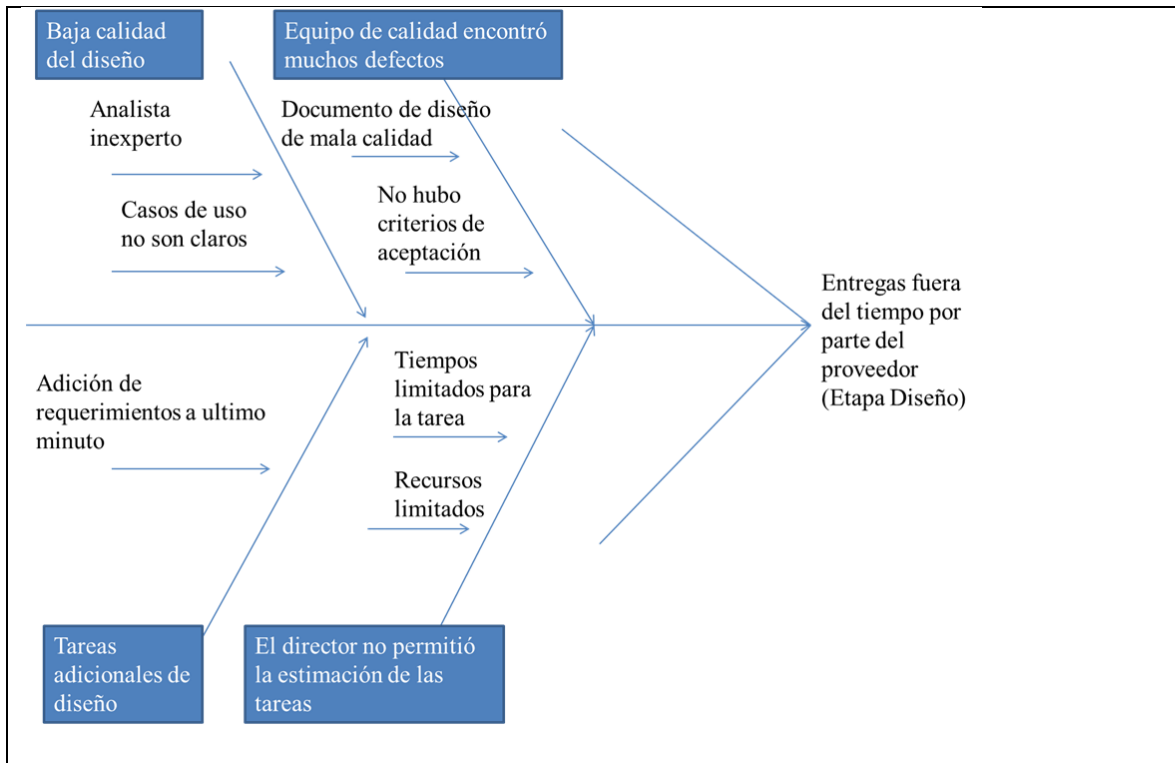 Baja calidad
del diseño
Equipo de calidad encontró
muchos defectos
Analista
inexperto
Documento de diseño
de mala calidad
Casos de uso
no son claros
No hubo
criterios de
aceptación
Entregas fuera
del tiempo por
parte del
proveedor
(Etapa Diseño)
Adición de
requerimientos a ultimo
minuto
Tiempos
limitados para
la tarea
Recursos
limitados
Tareas
adicionales de
diseño
El director no permitió
la estimación de las
tareas